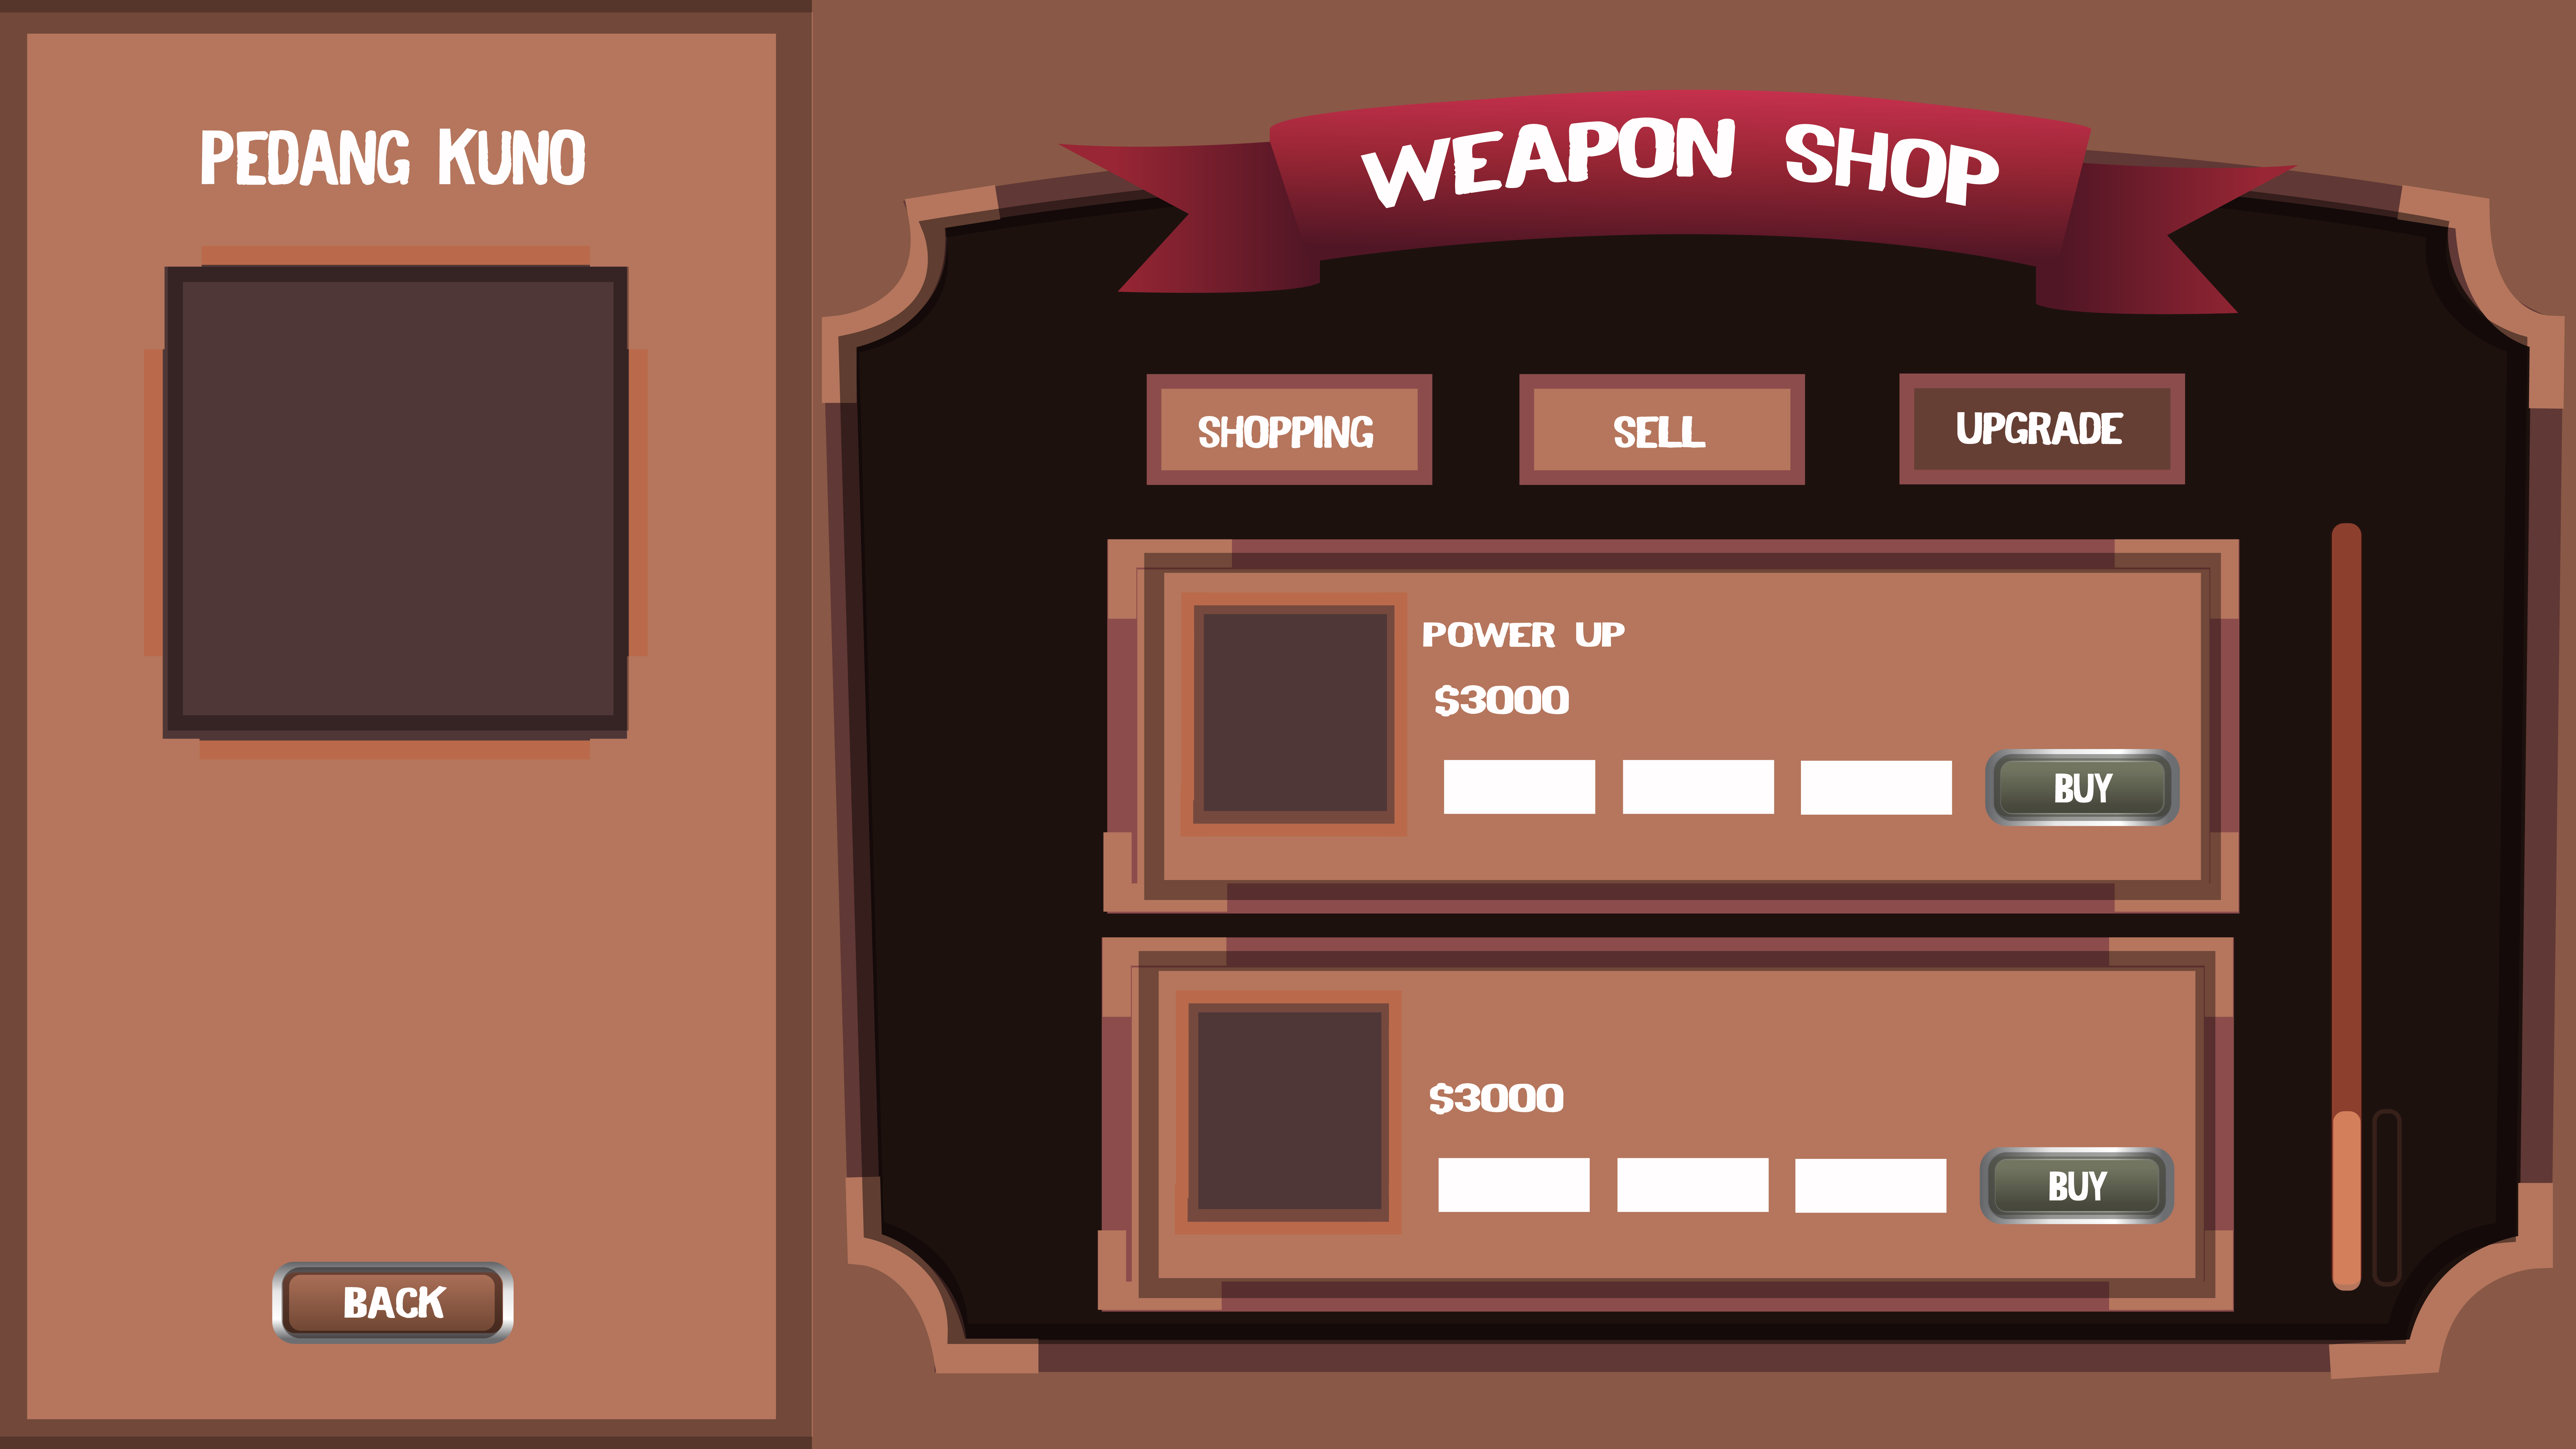 PEDANG KUNO
BACK
WEAPON SHOP
SHOPPING
SELL
UPGRADE
POWER UP
$3000
BUY
$3000
BUY